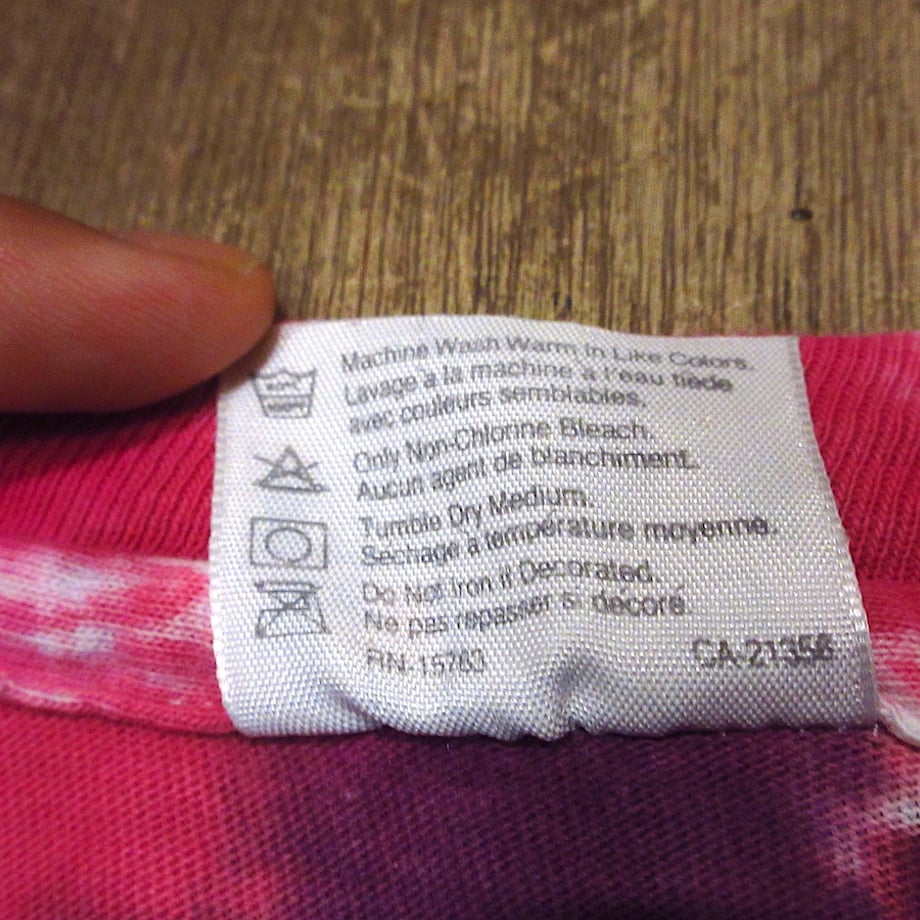 Machine Wash Warm in Like Colors.
Lavage à la machine à l'eau tiède
avec couleurs semblables.
Only Non-Chlorine Bleach.
Aucun agent de blanchiment.
Tumble Dry Medium.
Séchage à température moyenne.
Do Not Iron if Decorated.
Ne pas repasser si décoré.
RN-15763 CA-21356